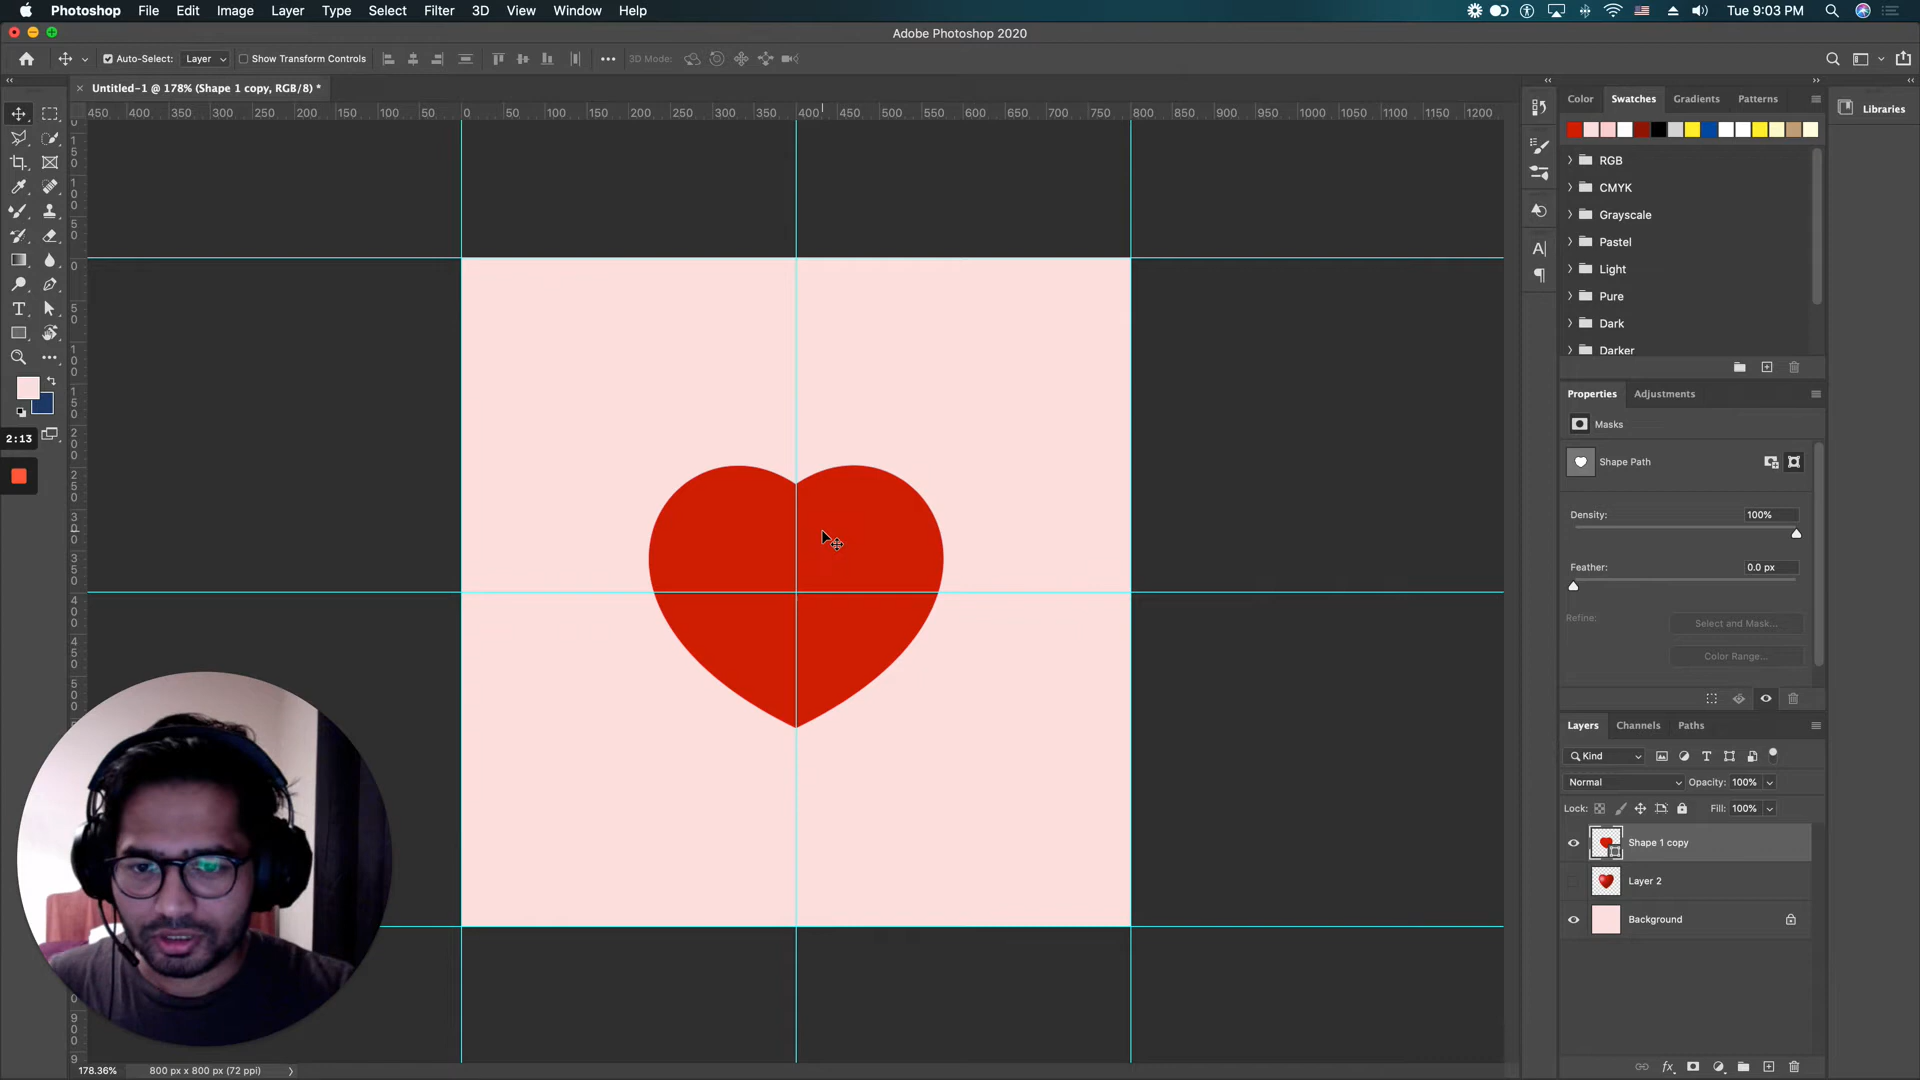 Photoshop File Edit Image Layer Type Select Filter 3D View Window Help
Tue 9:03 PM
Adobe Photoshop 2020
Auto-Select: Layer Show Transform Controls 3D Mode:
Untitled-1 @ 178% (Shape 1 copy, RGB/8) *
450 400 350 300 250 200 150 100 50 0 50 100 150 200 250 300 350 400 450 500 550 600 650 700 750 800 850 900 950 1000 1050 1100 1150 1200
Color Swatches Gradients Patterns
Libraries
RGB
CMYK
Grayscale
Pastel
Light
Pure
Dark
Darker
Properties Adjustments
Masks
Shape Path
Density: 100%
Feather: 0.0 px
Refine: Select and Mask...
Color Range...
Layers Channels Paths
Kind
Normal Opacity: 100%
Lock: Fill: 100%
Shape 1 copy
Layer 2
Background
2:13
178.36% 800 px x 800 px (72 ppi)